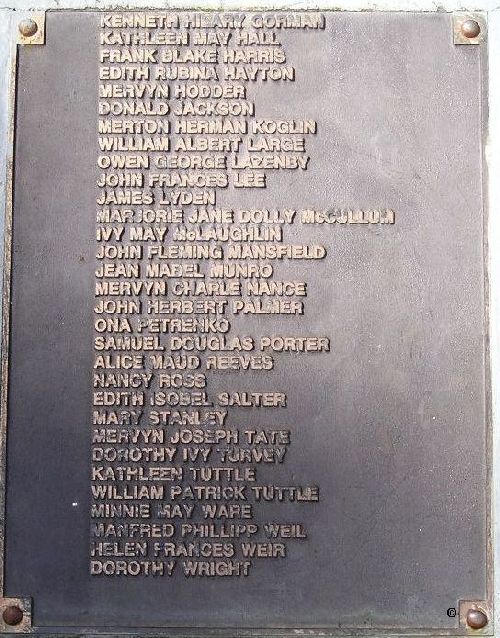 KENNETH HILARY GORMAN
KATHLEEN MAY HALL
FRANK BLAKE HARRIS
EDITH RUBINA HAYTON
MERVYN HODDER
DONALD JACKSON
MERTON HERMAN KOGLIN
WILLIAM ALBERT LARGE
OWEN GEORGE LAZENBY
JOHN FRANCES LEE
JAMES LYDEN
MARJORIE JANE DOLLY McCULLUM
IVY MAY McLAUGHLIN
JOHN FLEMING MANSFIELD
JEAN MABEL MUNRO
MERVYN CHARLE NANCE
JOHN HERBERT PALMER
ONA PETRENKO
SAMUEL DOUGLAS PORTER
ALICE MAUD REEVES
NANCY ROSS
EDITH ISOBEL SALTER
MARY STANLEY
MERVYN JOSEPH TATE
DOROTHY IVY TURVEY
KATHLEEN TUTTLE
WILLIAM PATRICK TUTTLE
MINNIE MAY WARE
MANFRED PHILLIPP WEIL
HELEN FRANCES WEIR
DOROTHY WRIGHT
©